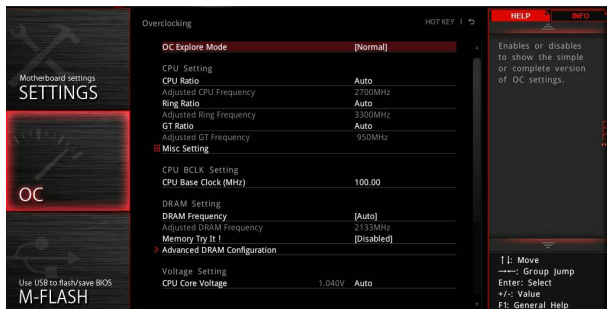 Overclocking
HOT KEY | ⮌
HELP
INFO
Motherboard settings
SETTINGS
OC
Use USB to flash/save BIOS
M-FLASH
OC Explore Mode [Normal]
CPU Setting
CPU Ratio Auto
Adjusted CPU Frequency 2700MHz
Ring Ratio Auto
Adjusted Ring Frequency 3300MHz
GT Ratio Auto
Adjusted GT Frequency 950MHz
Misc Setting
CPU BCLK Setting
CPU Base Clock (MHz) 100.00
DRAM Setting
DRAM Frequency [Auto]
Adjusted DRAM Frequency 2133MHz
Memory Try It ! [Disabled]
Advanced DRAM Configuration
Voltage Setting
CPU Core Voltage 1.040V Auto
Enables or disables
to show the simple
or complete version
of OC settings.
↑↓: Move
→←: Group Jump
Enter: Select
+/-: Value
F1: General Help